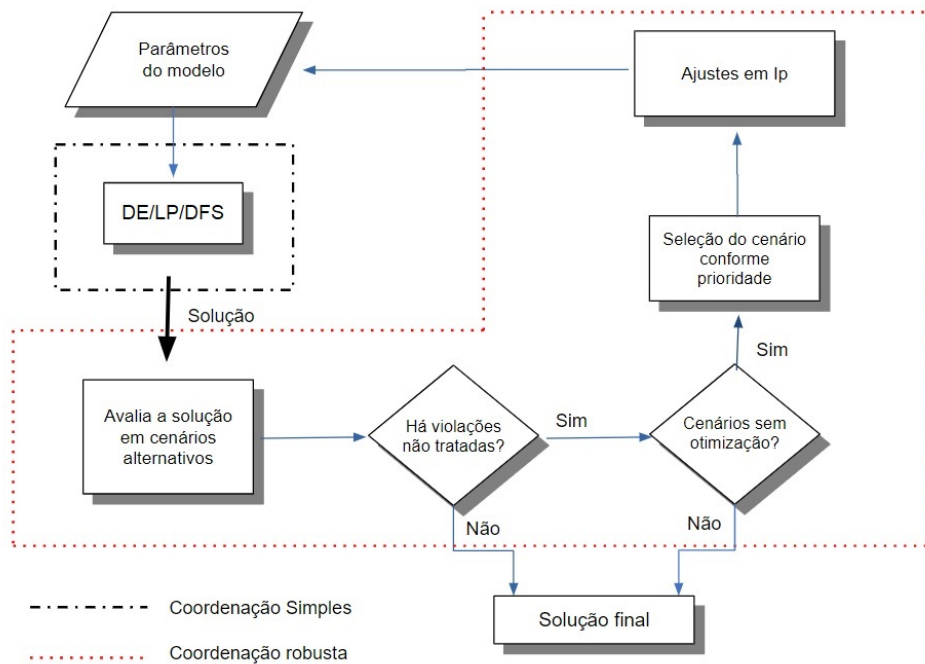 Parâmetros
do modelo
Ajustes em Ip
DE/LP/DFS
Seleção do cenário
conforme
prioridade
Solução
Sim
Avalia a solução
em cenários
alternativos
Há violações
não tratadas?
Sim
Cenários sem
otimização?
Não
Não
Solução final
Coordenação Simples
Coordenação robusta